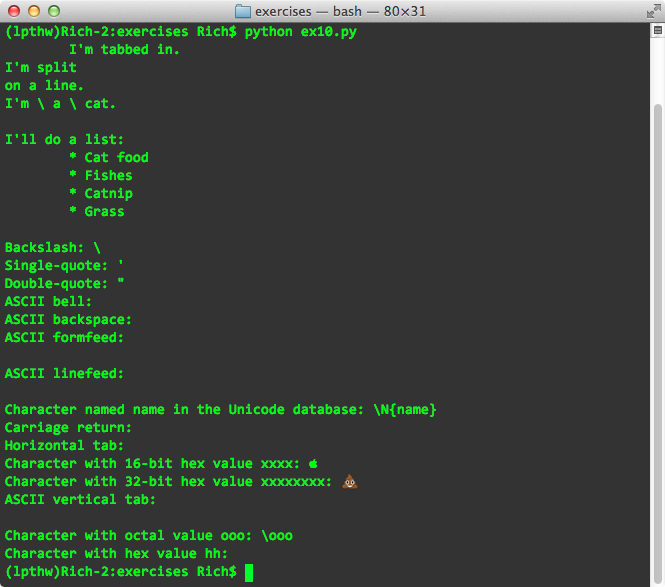 exercises — bash — 80×31
(lpthw)Rich-2:exercises Rich$ python ex10.py
        I'm tabbed in.
I'm split
on a line.
I'm \ a \ cat.

I'll do a list:
        * Cat food
        * Fishes
        * Catnip
        * Grass

Backslash: \
Single-quote: '
Double-quote: "
ASCII bell:
ASCII backspace:
ASCII formfeed:

ASCII linefeed:

Character named name in the Unicode database: \N{name}
Carriage return:
Horizontal tab:
Character with 16-bit hex value xxxx: 
Character with 32-bit hex value xxxxxxxx: 💩
ASCII vertical tab:

Character with octal value ooo: \ooo
Character with hex value hh:
(lpthw)Rich-2:exercises Rich$